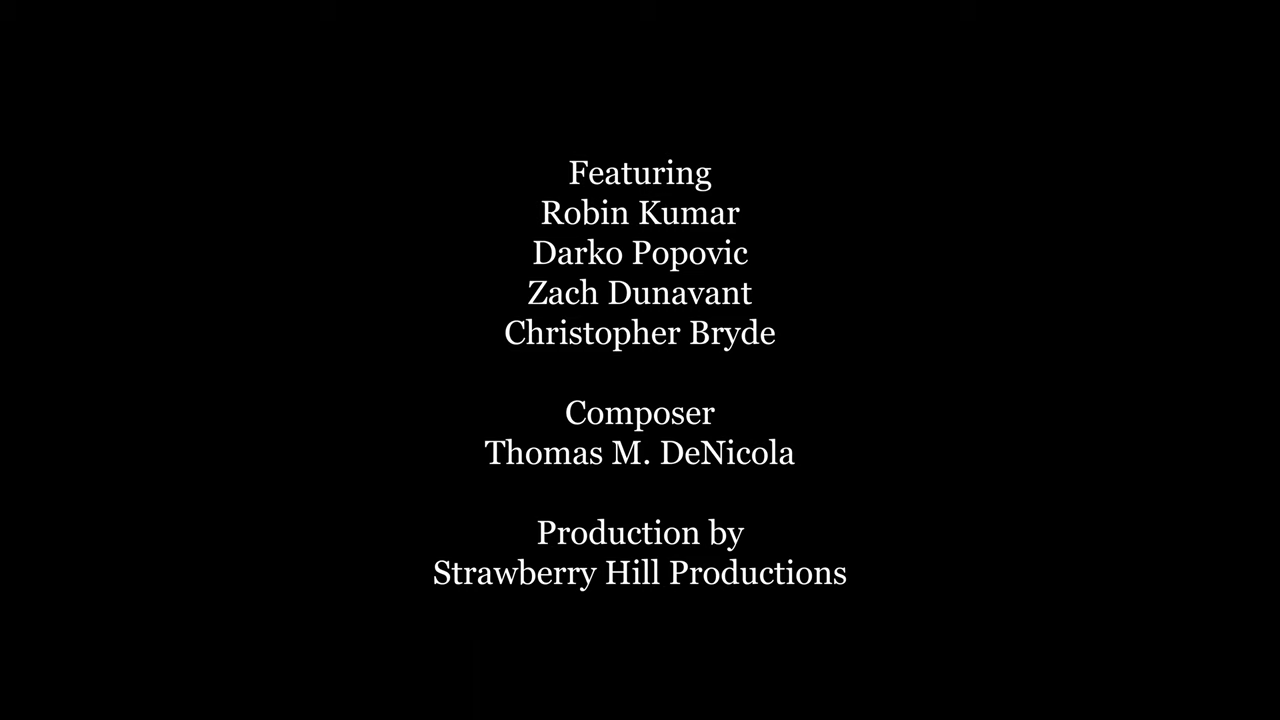 Featuring
Robin Kumar
Darko Popovic
Zach Dunavant
Christopher Bryde
Composer
Thomas M. DeNicola
Production by
Strawberry Hill Productions